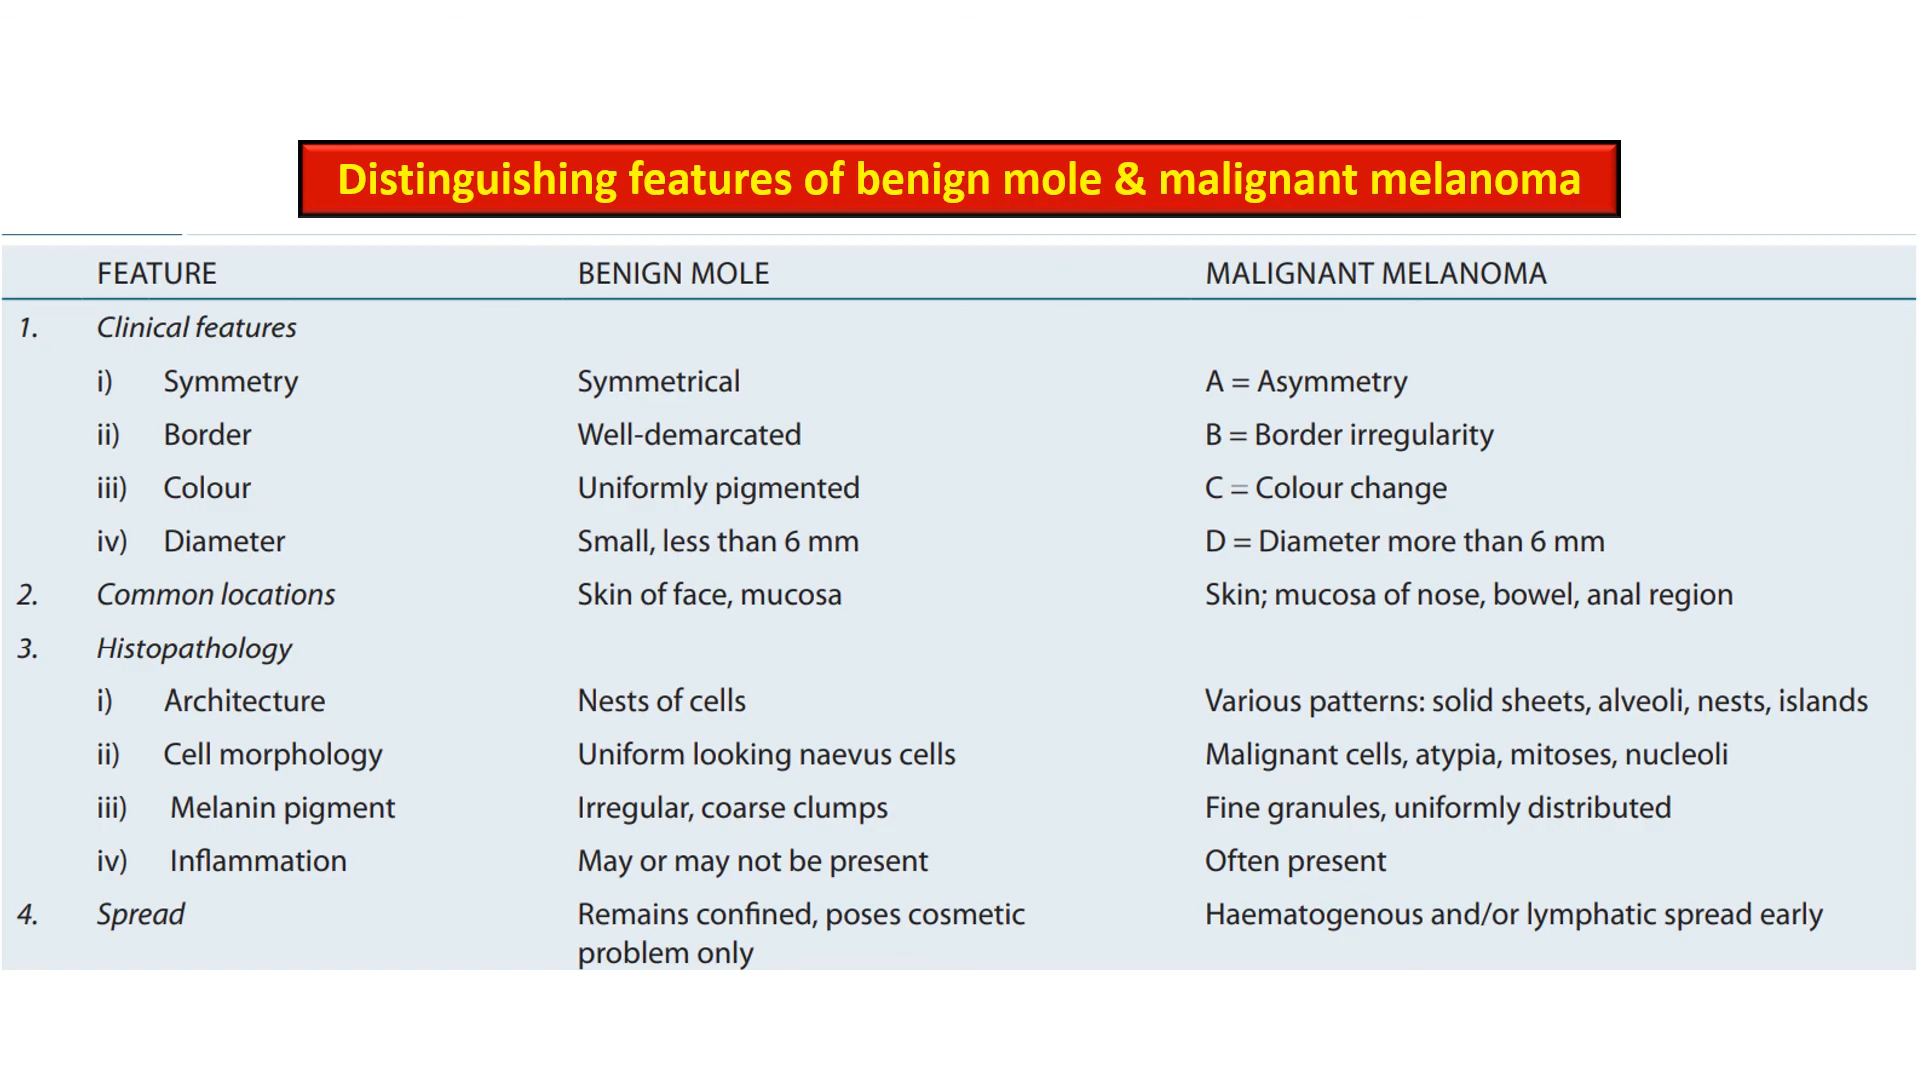 Distinguishing features of benign mole & malignant melanoma
FEATURE BENIGN MOLE MALIGNANT MELANOMA
1. Clinical features
i) Symmetry Symmetrical A = Asymmetry
ii) Border Well-demarcated B = Border irregularity
iii) Colour Uniformly pigmented C = Colour change
iv) Diameter Small, less than 6 mm D = Diameter more than 6 mm
2. Common locations Skin of face, mucosa Skin; mucosa of nose, bowel, anal region
3. Histopathology
i) Architecture Nests of cells Various patterns: solid sheets, alveoli, nests, islands
ii) Cell morphology Uniform looking naevus cells Malignant cells, atypia, mitoses, nucleoli
iii) Melanin pigment Irregular, coarse clumps Fine granules, uniformly distributed
iv) Inflammation May or may not be present Often present
4. Spread Remains confined, poses cosmetic Haematogenous and/or lymphatic spread early
problem only